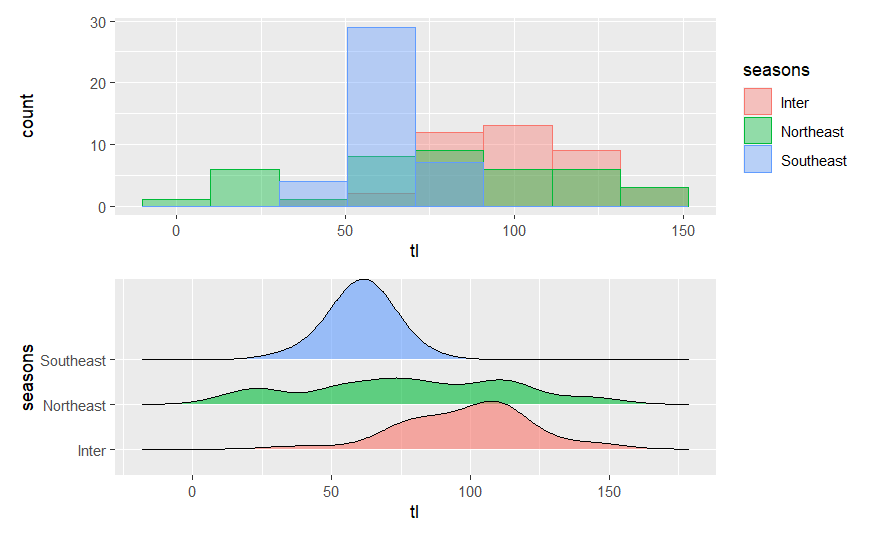 30
20
10
0
count
0 50 100 150
tl
seasons
Inter
Northeast
Southeast
seasons
Southeast
Northeast
Inter
0 50 100 150
tl